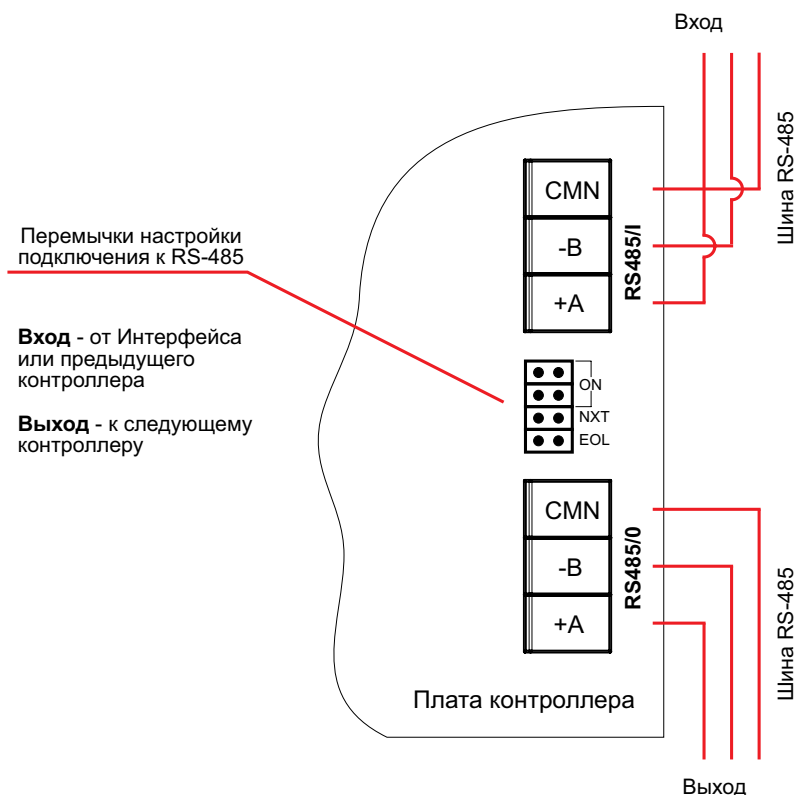 Вход
Шина RS-485
CMN
-B
+A
RS485/I
Перемычки настройки
подключения к RS-485
Вход - от Интерфейса
или предыдущего
контроллера
Выход - к следующему
контроллеру
ON
NXT
EOL
CMN
-B
+A
RS485/0
Шина RS-485
Плата контроллера
Выход